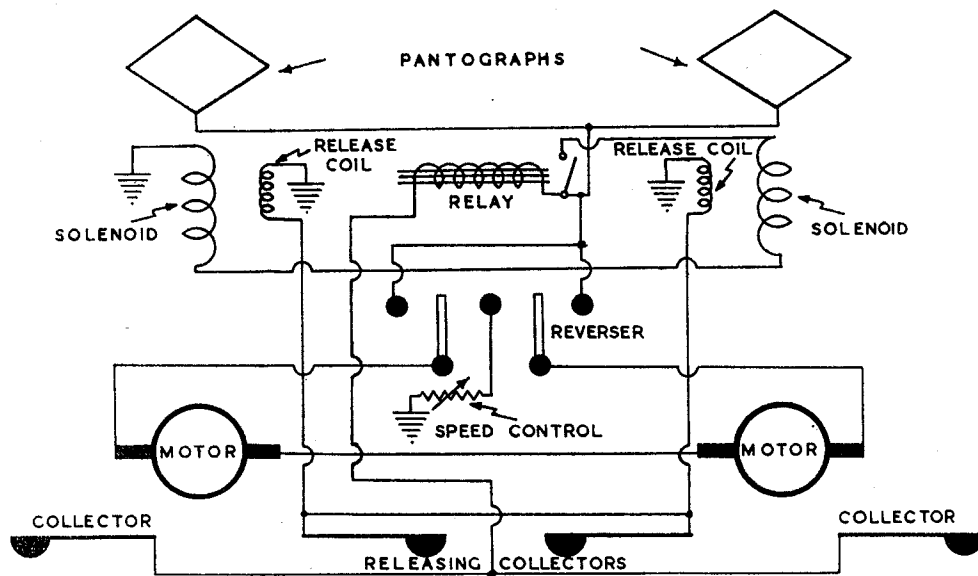 PANTOGRAPHS
RELEASE
COIL
RELAY
RELEASE COIL
SOLENOID
SOLENOID
REVERSER
SPEED CONTROL
MOTOR
MOTOR
COLLECTOR
COLLECTOR
RELEASING COLLECTORS